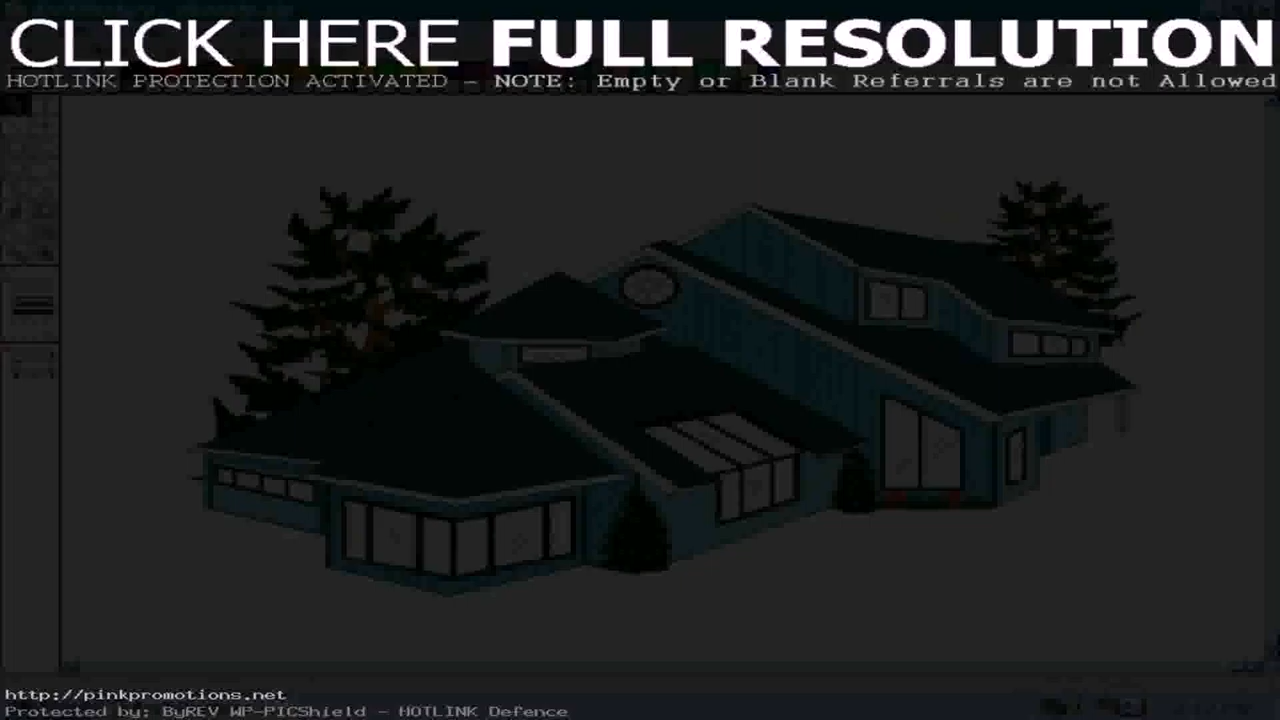 CLICK HERE FULL RESOLUTION
HOTLINK PROTECTION ACTIVATED - NOTE: Empty or Blank Referrals are not Allowed
http://pinkpromotions.net
Protected by: ByREV WP-PICShield - HOTLINK Defence